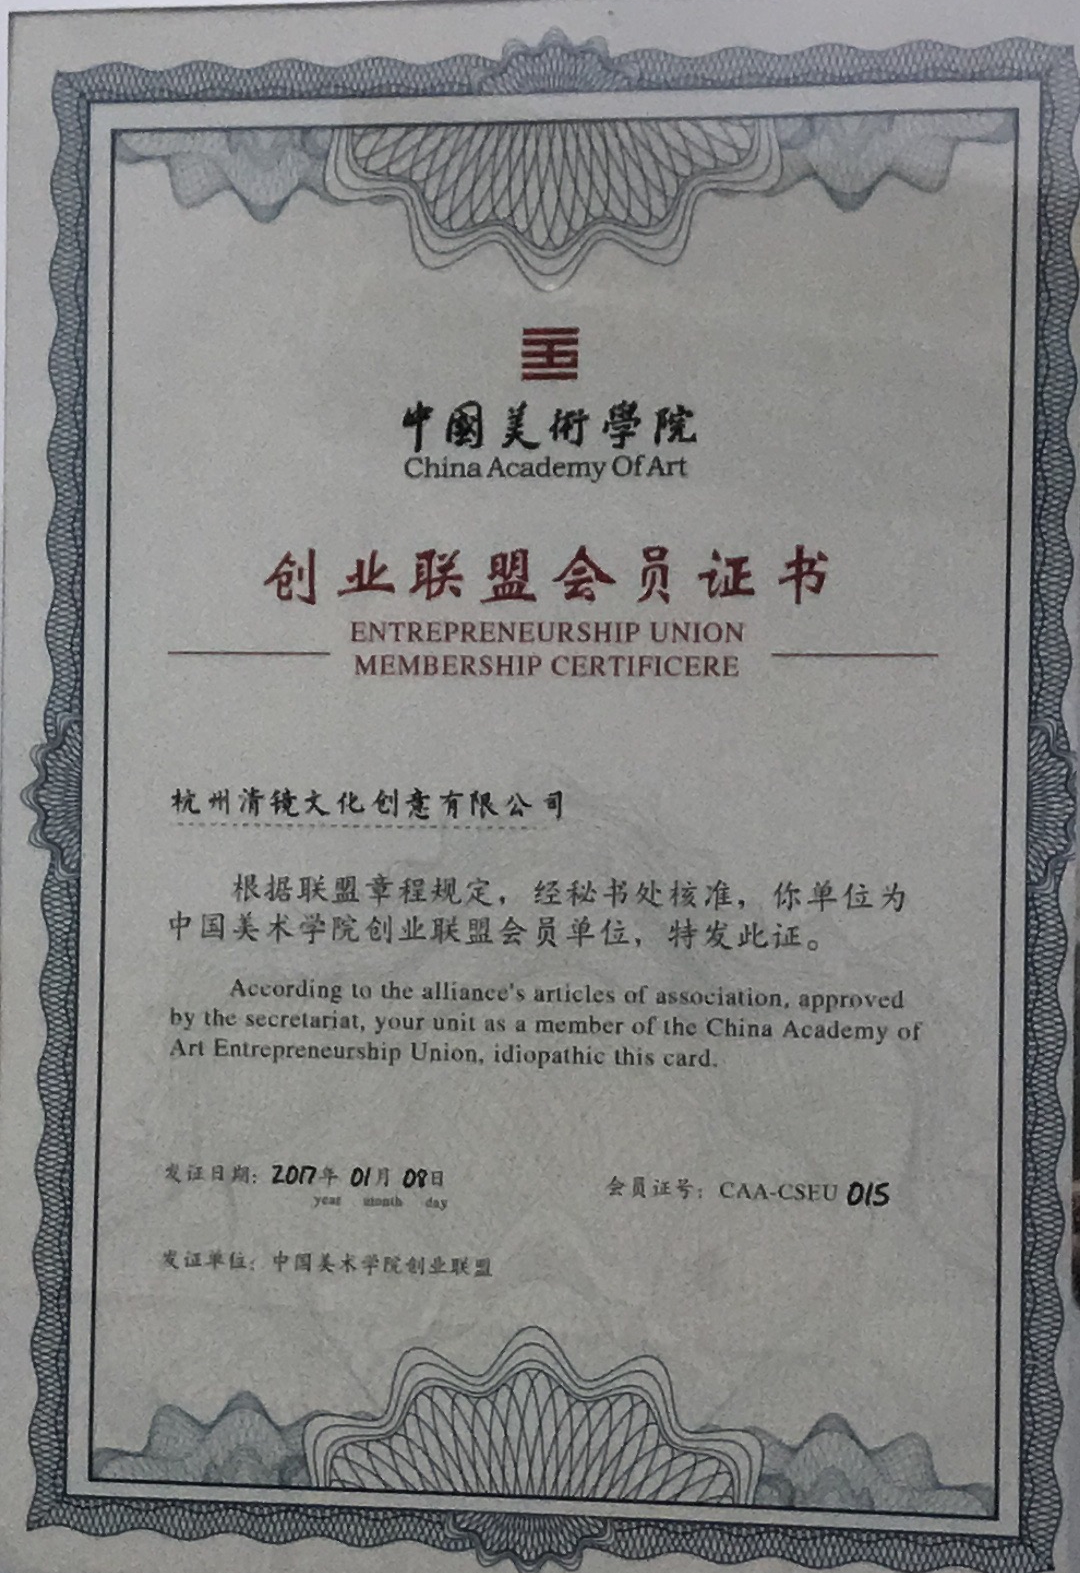 中國美術學院
China Academy Of Art
创业联盟会员证书
ENTREPRENEURSHIP UNION
MEMBERSHIP CERTIFICERE
杭州清镜文化创意有限公司
根据联盟章程规定，经秘书处核准，你单位为
中国美术学院创业联盟会员单位，特发此证。
According to the alliance's articles of association, approved
by the secretariat, your unit as a member of the China Academy of
Art Entrepreneurship Union, idiopathic this card.
发证日期：2017年 01月 08日
year month day
会员证号：CAA-CSEU 015
发证单位：中国美术学院创业联盟